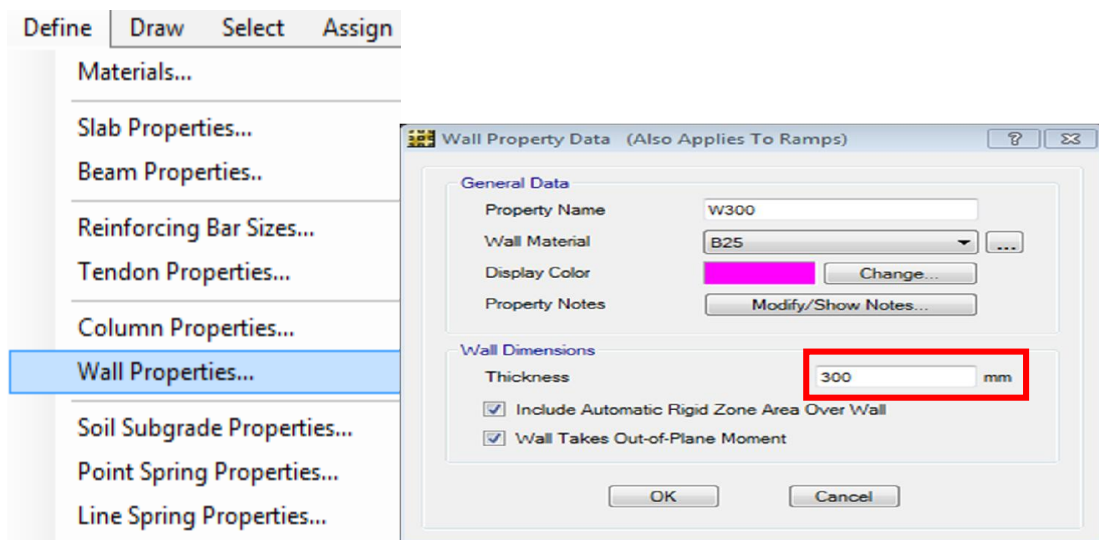 Define Draw Select Assign
Materials...
Slab Properties...
Beam Properties..
Reinforcing Bar Sizes...
Tendon Properties...
Column Properties...
Wall Properties...
Soil Subgrade Properties...
Point Spring Properties...
Line Spring Properties...
Wall Property Data (Also Applies To Ramps)
General Data
Property Name W300
Wall Material B25 ...
Display Color Change...
Property Notes Modify/Show Notes...
Wall Dimensions
Thickness 300 mm
Include Automatic Rigid Zone Area Over Wall
Wall Takes Out-of-Plane Moment
OK Cancel